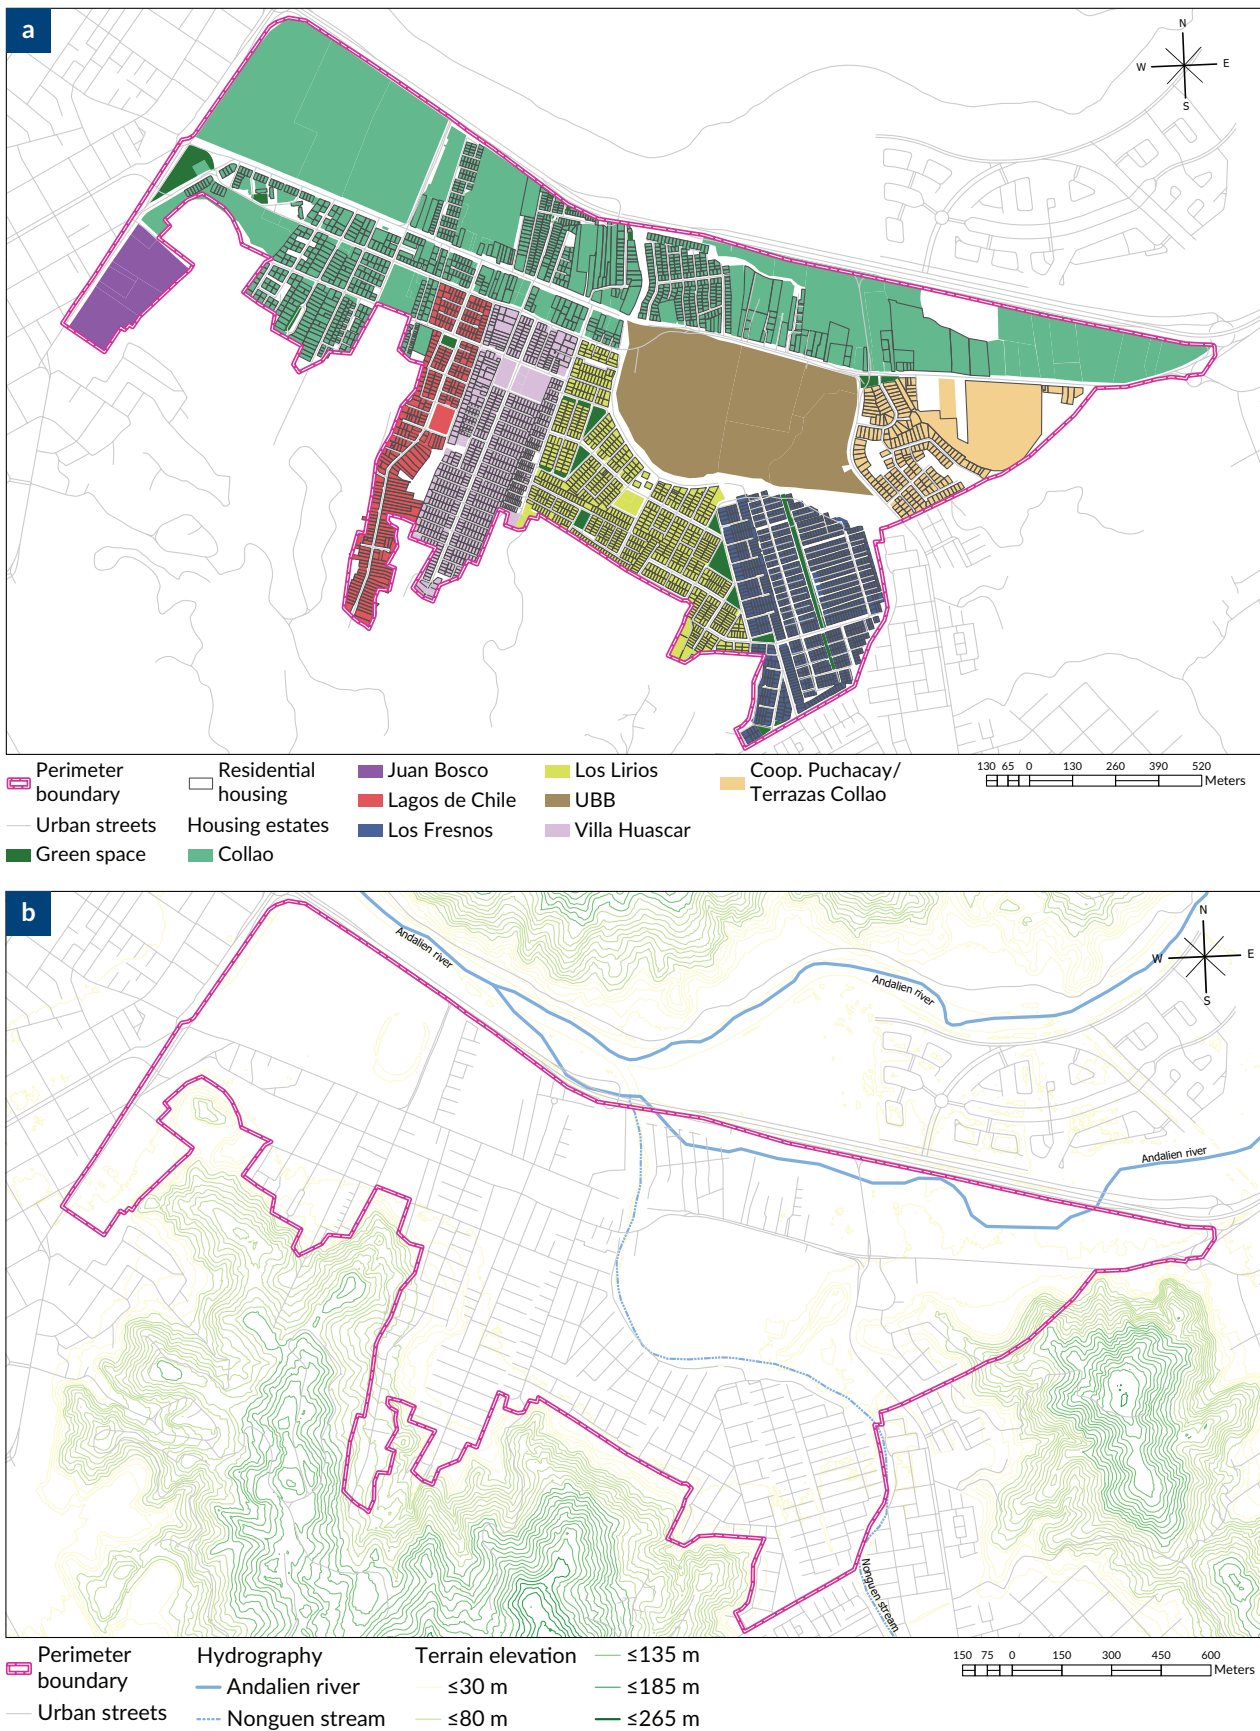 a
N
W E
S
Perimeter
boundary
Urban streets
Green space
Residential
housing
Housing estates
Collao
Juan Bosco
Lagos de Chile
Los Fresnos
Los Lirios
UBB
Villa Huascar
Coop. Puchacay/
Terrazas Collao
130 65 0 130 260 390 520
Meters
b
Andalien river
Andalien river
N
W E
S
Andalien river
Nonguen stream
Perimeter
boundary
Urban streets
Hydrography
Andalien river
Nonguen stream
Terrain elevation
≤30 m
≤80 m
≤135 m
≤185 m
≤265 m
150 75 0 150 300 450 600
Meters